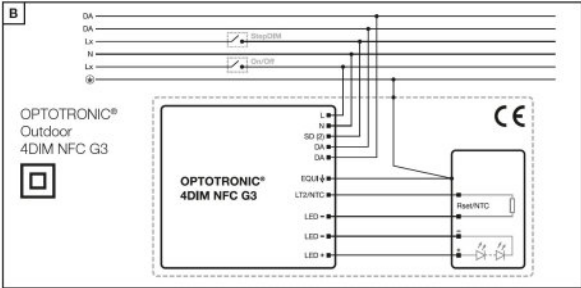 B
DA
DA
Lx
StepDIM
N
Lx
On/Off
OPTOTRONIC®
Outdoor
4DIM NFC G3
CE
L
N
SD (2)
DA
DA
EQUI
OPTOTRONIC®
4DIM NFC G3
LT2/NTC
Rset/NTC
LED -
LED -
LED +
-
+